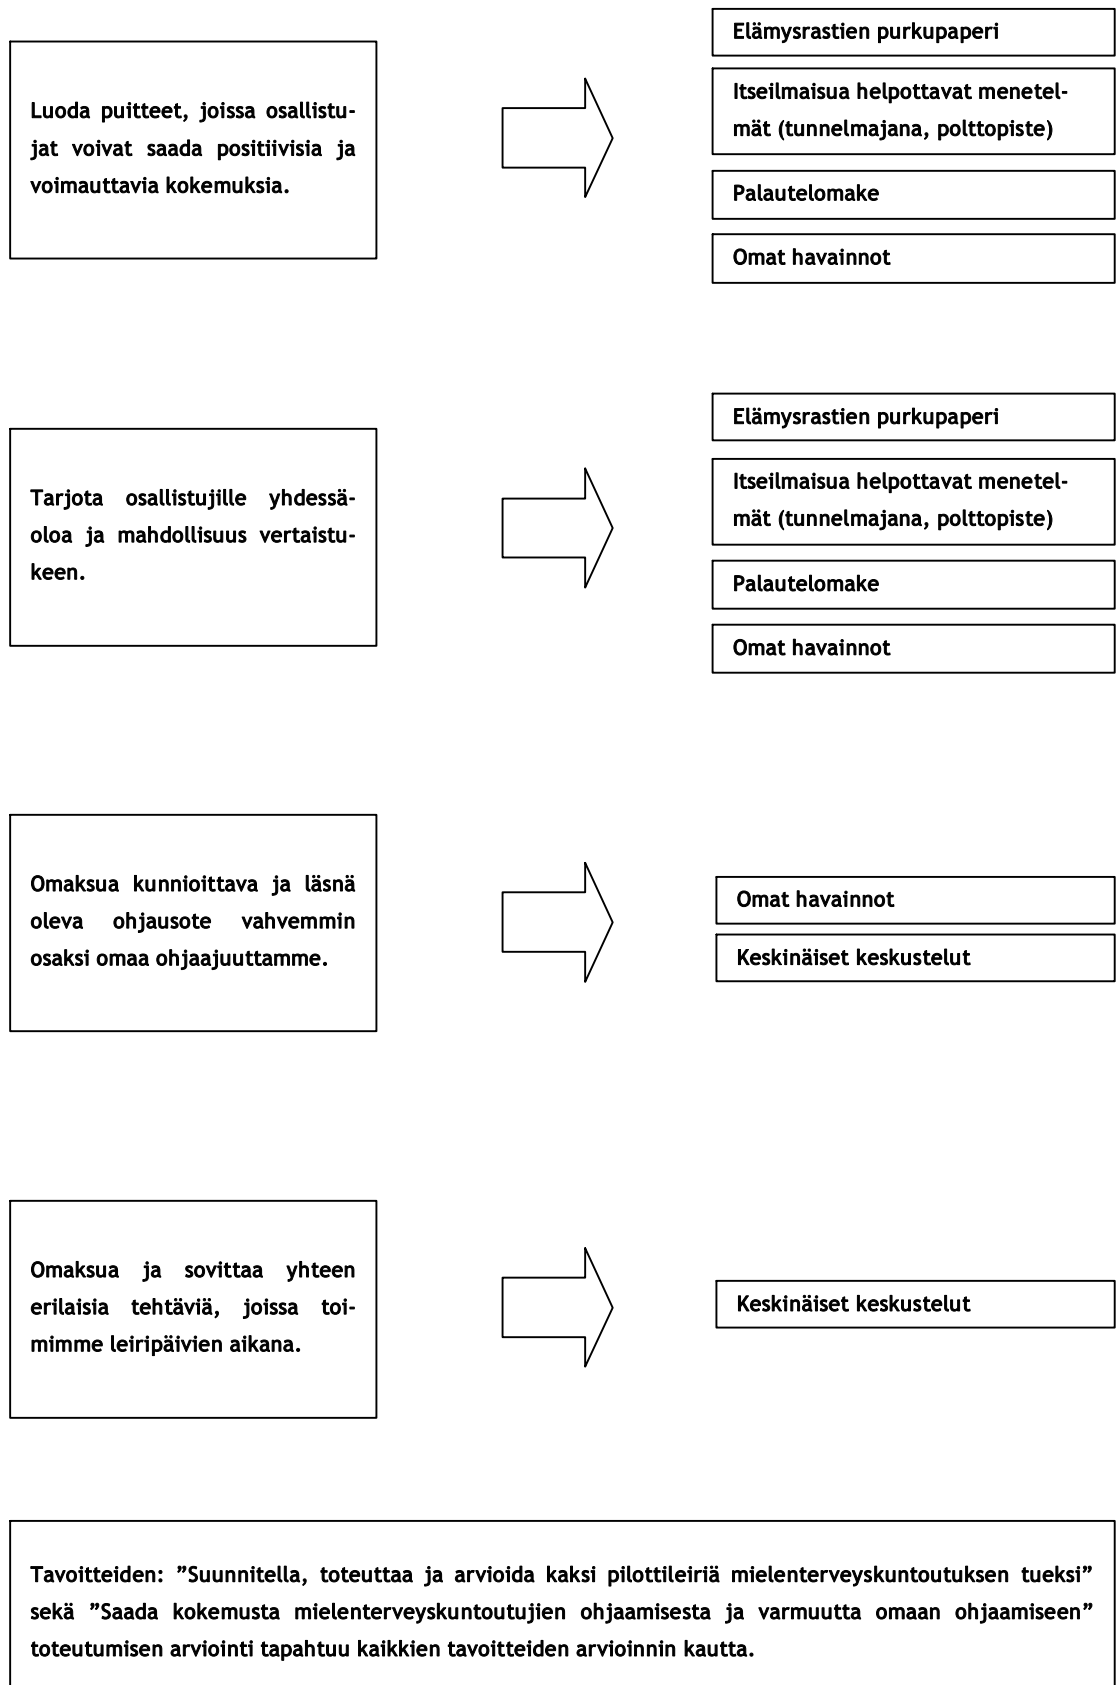 Luoda puitteet, joissa osallistu-
jat voivat saada positiivisia ja
voimauttavia kokemuksia.
Elämysrastien purkupaperi
Itseilmaisua helpottavat menetel-
mät (tunnelmajana, polttopiste)
Palautelomake
Omat havainnot
Tarjota osallistujille yhdessä-
oloa ja mahdollisuus vertaistu-
keen.
Elämysrastien purkupaperi
Itseilmaisua helpottavat menetel-
mät (tunnelmajana, polttopiste)
Palautelomake
Omat havainnot
Omaksua kunnioittava ja läsnä
oleva ohjausote vahvemmin
osaksi omaa ohjaajuuttamme.
Omat havainnot
Keskinäiset keskustelut
Omaksua ja sovittaa yhteen
erilaisia tehtäviä, joissa toi-
mimme leiripäivien aikana.
Keskinäiset keskustelut
Tavoitteiden: ”Suunnitella, toteuttaa ja arvioida kaksi pilottileiriä mielenterveyskuntoutuksen tueksi”
sekä ”Saada kokemusta mielenterveyskuntoutujien ohjaamisesta ja varmuutta omaan ohjaamiseen”
toteutumisen arviointi tapahtuu kaikkien tavoitteiden arvioinnin kautta.